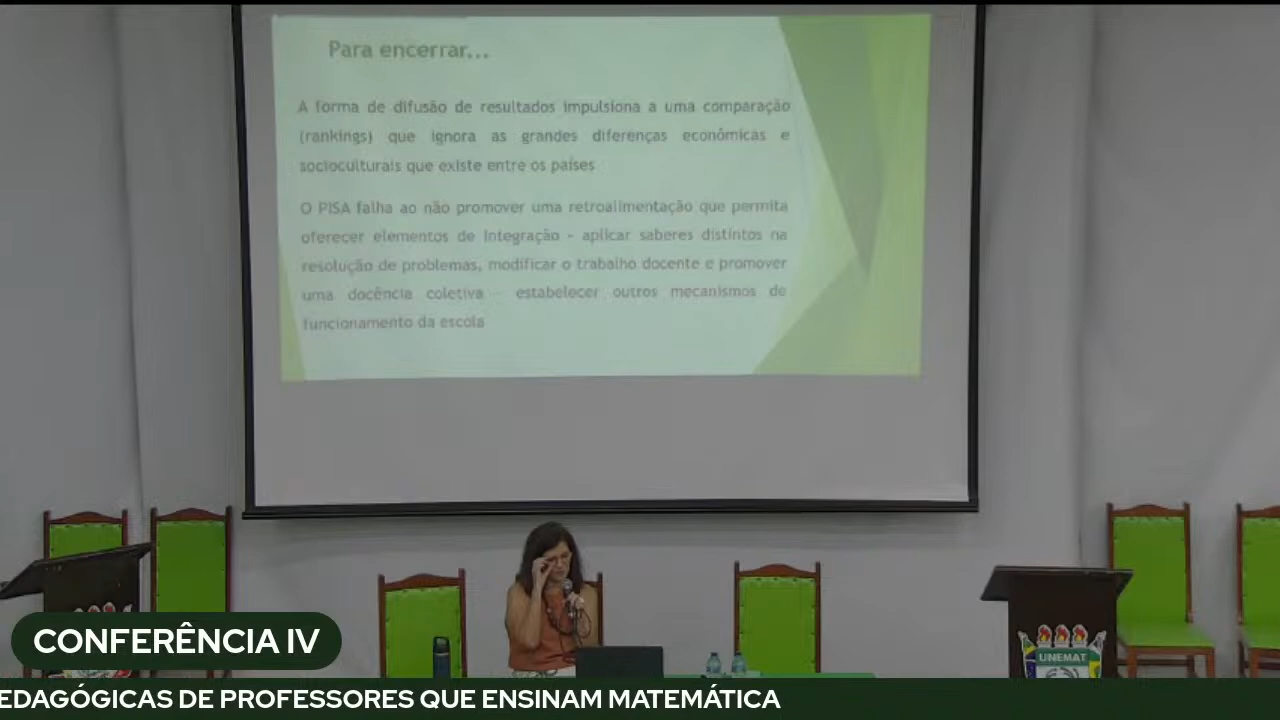 Para encerrar...
A forma de difusão de resultados impulsiona a uma comparação
(rankings) que ignora as grandes diferenças econômicas e
socioculturais que existe entre os países
O PISA falha ao não promover uma retroalimentação que permita
oferecer elementos de integração - aplicar saberes distintos na
resolução de problemas, modificar o trabalho docente e promover
uma docência coletiva - estabelecer outros mecanismos de
funcionamento da escola
CONFERÊNCIA IV
UNEMAT
EDAGÓGICAS DE PROFESSORES QUE ENSINAM MATEMÁTICA